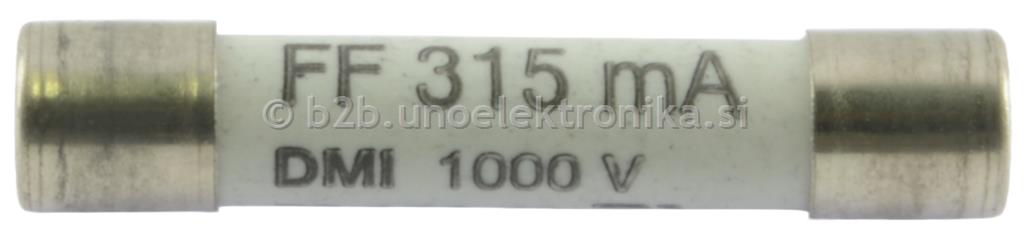 FF 315 mA
© b2b.unoelektronika.si
DMI 1000 V